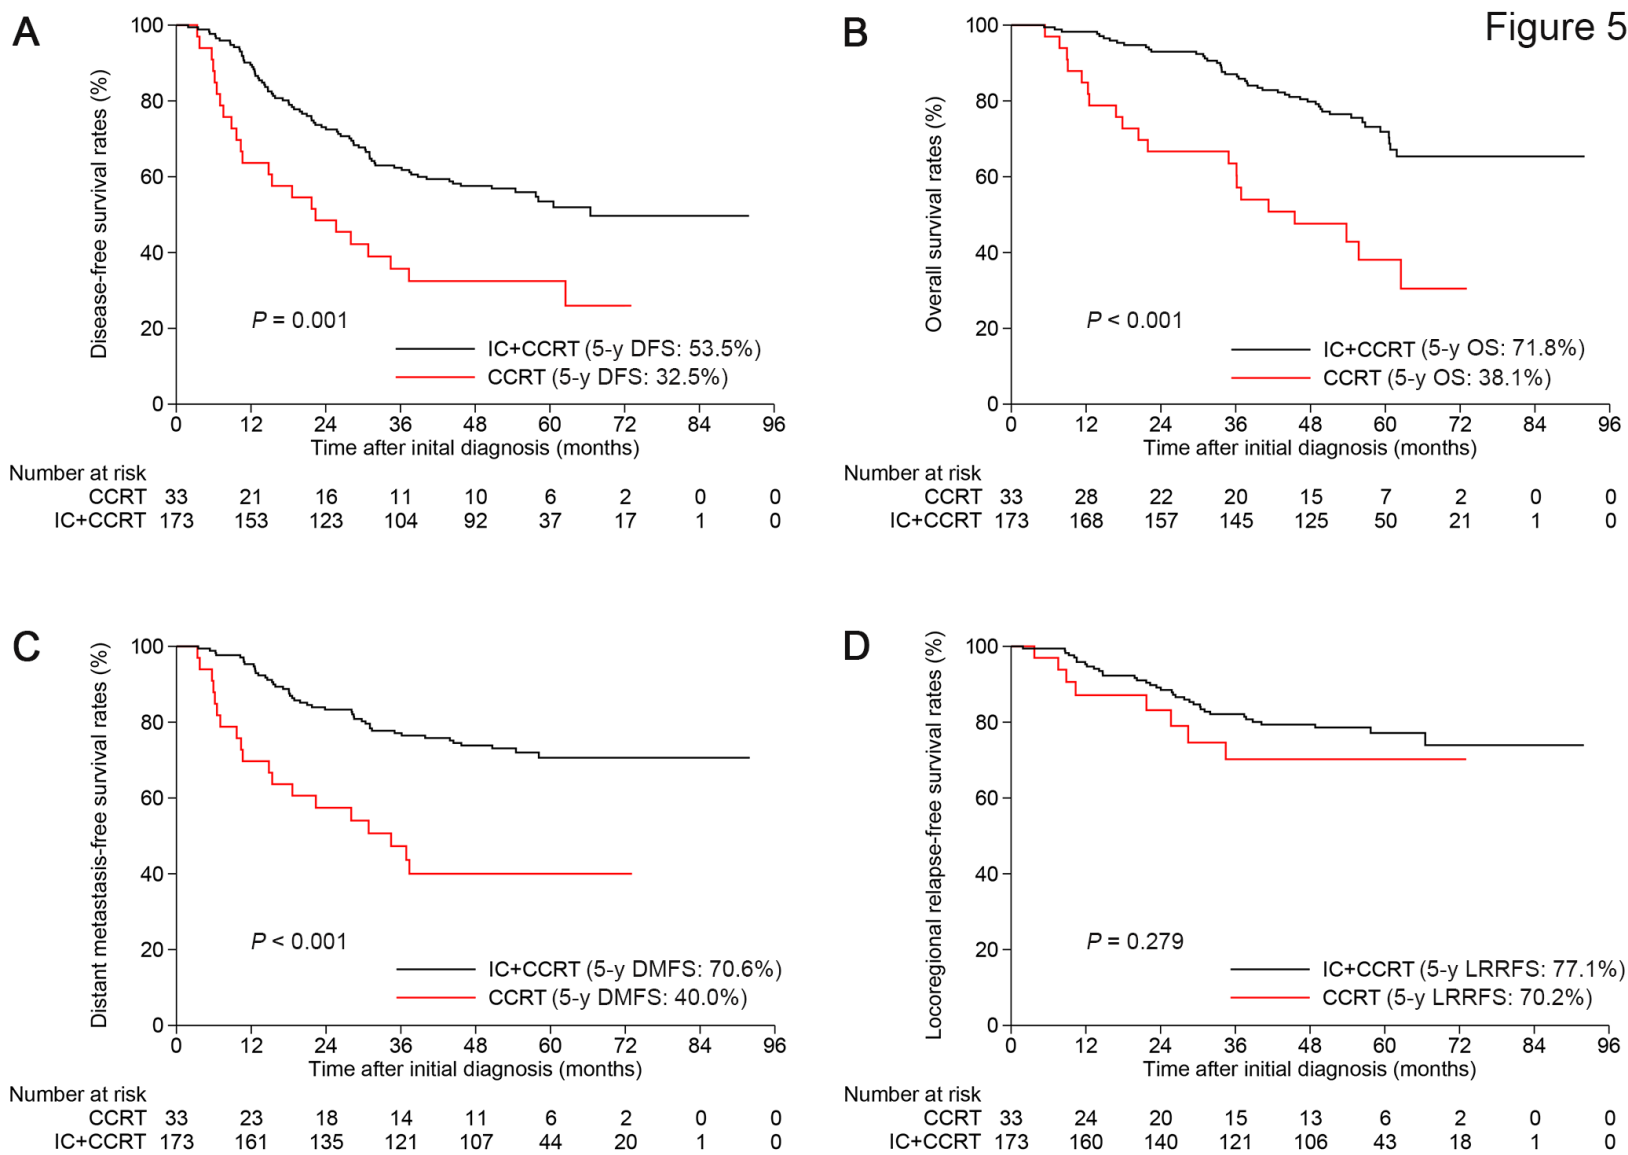 Figure 5
A
Disease-free survival rates (%)
100
80
60
40
20
0
P = 0.001
IC+CCRT (5-y DFS: 53.5%)
CCRT (5-y DFS: 32.5%)
0 12 24 36 48 60 72 84 96
Time after inital diagnosis (months)
Number at risk
CCRT 33 21 16 11 10 6 2 0 0
IC+CCRT 173 153 123 104 92 37 17 1 0
B
Overall survival rates (%)
100
80
60
40
20
0
P < 0.001
IC+CCRT (5-y OS: 71.8%)
CCRT (5-y OS: 38.1%)
0 12 24 36 48 60 72 84 96
Time after initial diagnosis (months)
Number at risk
CCRT 33 28 22 20 15 7 2 0 0
IC+CCRT 173 168 157 145 125 50 21 1 0
C
Distant metastasis-free survival rates (%)
100
80
60
40
20
0
P < 0.001
IC+CCRT (5-y DMFS: 70.6%)
CCRT (5-y DMFS: 40.0%)
0 12 24 36 48 60 72 84 96
Time after initial diagnosis (months)
Number at risk
CCRT 33 23 18 14 11 6 2 0 0
IC+CCRT 173 161 135 121 107 44 20 1 0
D
Locoregional relapse-free survival rates (%)
100
80
60
40
20
0
P = 0.279
IC+CCRT (5-y LRRFS: 77.1%)
CCRT (5-y LRRFS: 70.2%)
0 12 24 36 48 60 72 84 96
Time after initial diagnosis (months)
Number at risk
CCRT 33 24 20 15 13 6 2 0 0
IC+CCRT 173 160 140 121 106 43 18 1 0